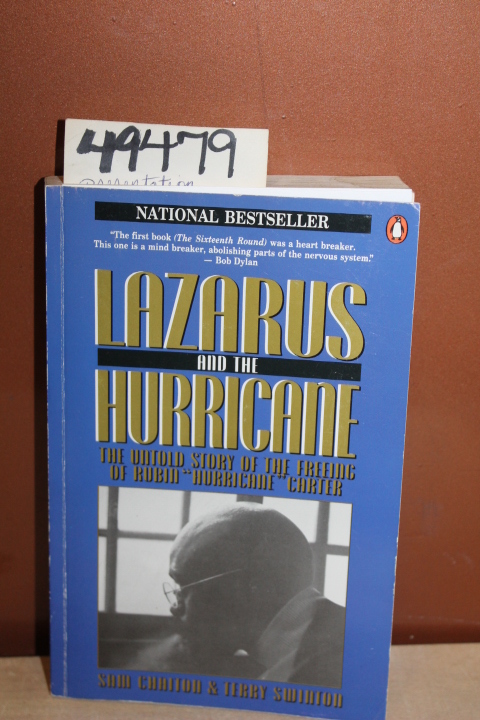 49479
presentation
NATIONAL BESTSELLER
"The first book (The Sixteenth Round) was a heart breaker.
This one is a mind breaker, abolishing parts of the nervous system."
— Bob Dylan
LAZARUS
AND THE
HURRICANE
THE UNTOLD STORY OF THE FREEING
OF RUBIN "HURRICANE" CARTER
SAM CHAITON & TERRY SWINTON